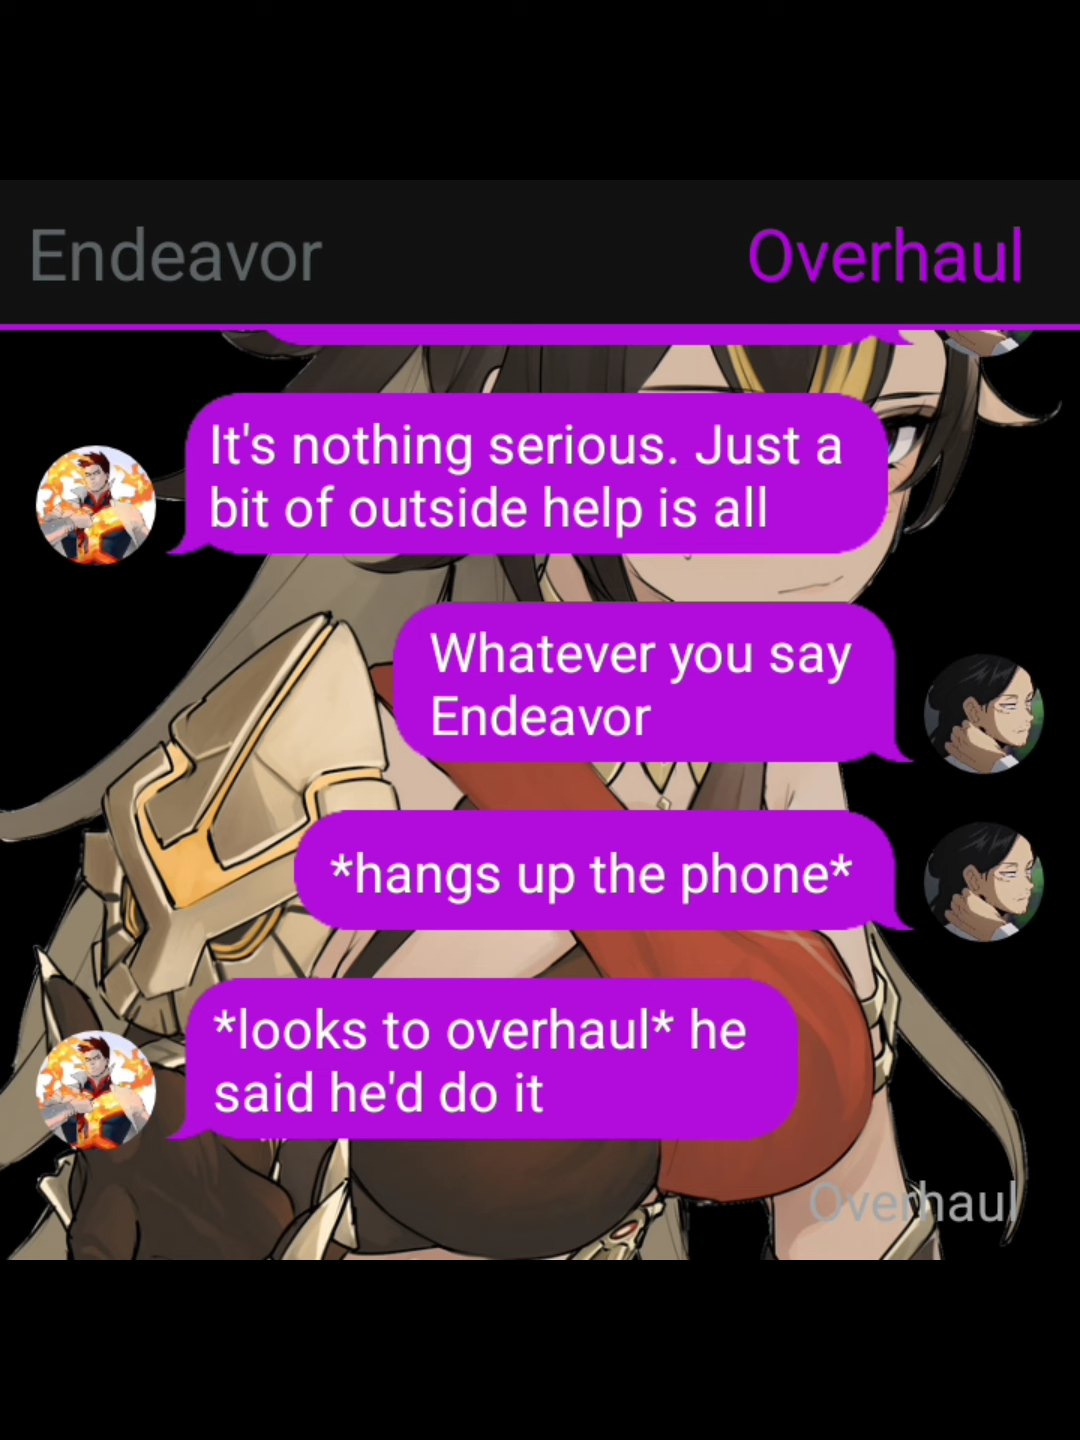 Endeavor
Overhaul
It's nothing serious. Just a
bit of outside help is all
Whatever you say
Endeavor
*hangs up the phone*
*looks to overhaul* he
said he'd do it
Overhaul